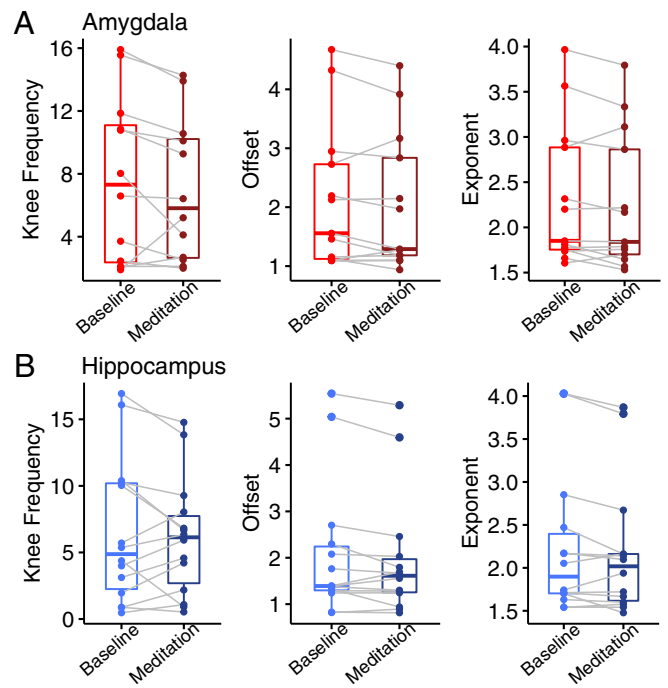 A Amygdala
Knee Frequency
16
12
8
4
Baseline
Meditation
Offset
4
3
2
1
Baseline
Meditation
Exponent
4.0
3.5
3.0
2.5
2.0
1.5
Baseline
Meditation
B Hippocampus
Knee Frequency
15
10
5
0
Baseline
Meditation
Offset
5
4
3
2
1
Baseline
Meditation
Exponent
4.0
3.5
3.0
2.5
2.0
1.5
Baseline
Meditation